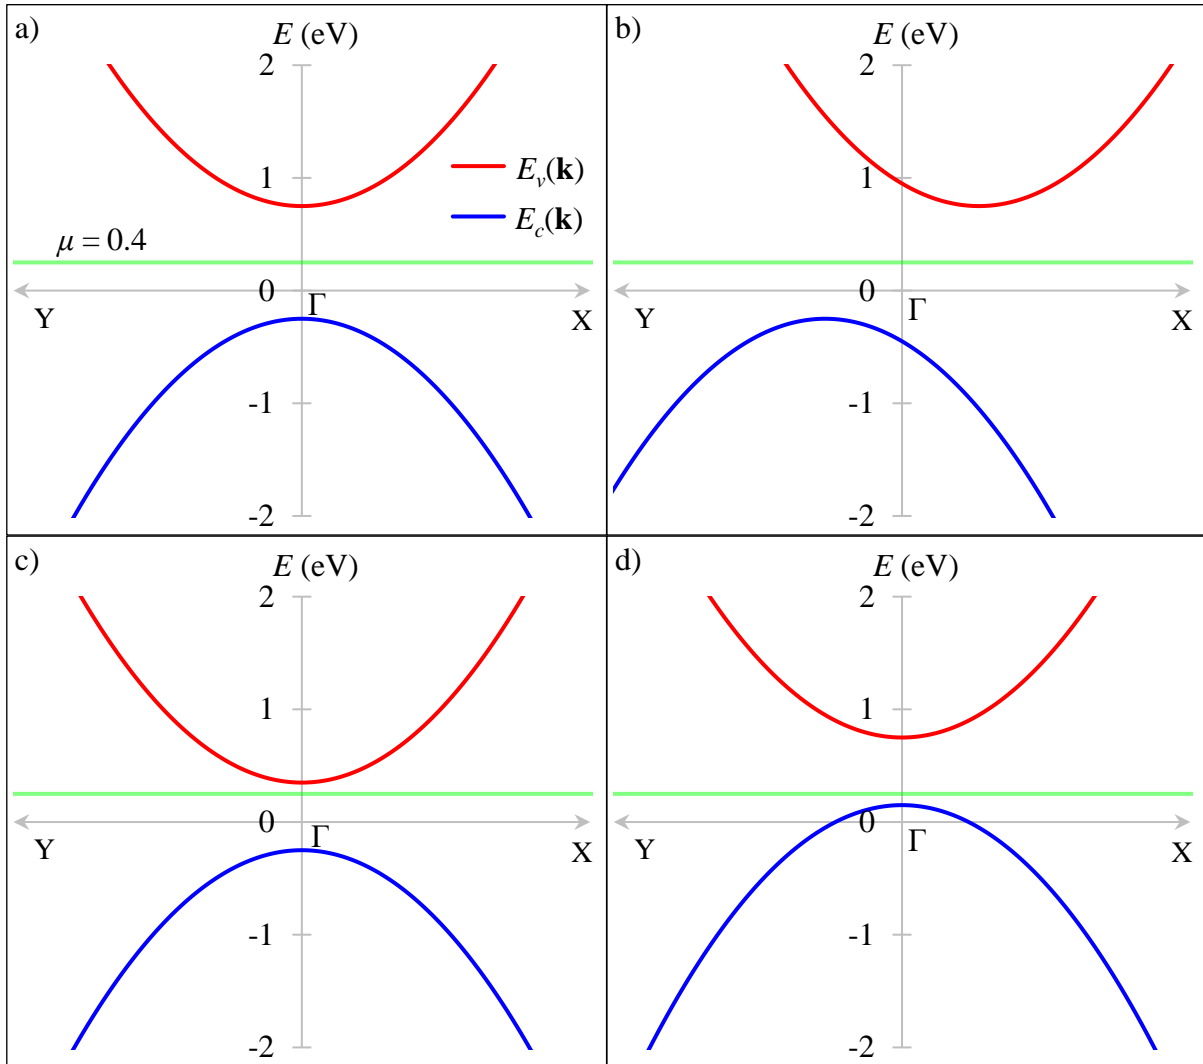 a)
E (eV)
2
1
E_v(k)
E_c(k)
μ = 0.4
0
Γ
Y
X
-1
-2
b)
E (eV)
2
1
0
Γ
Y
X
-1
-2
c)
E (eV)
2
1
0
Γ
Y
X
-1
-2
d)
E (eV)
2
1
0
Γ
Y
X
-1
-2